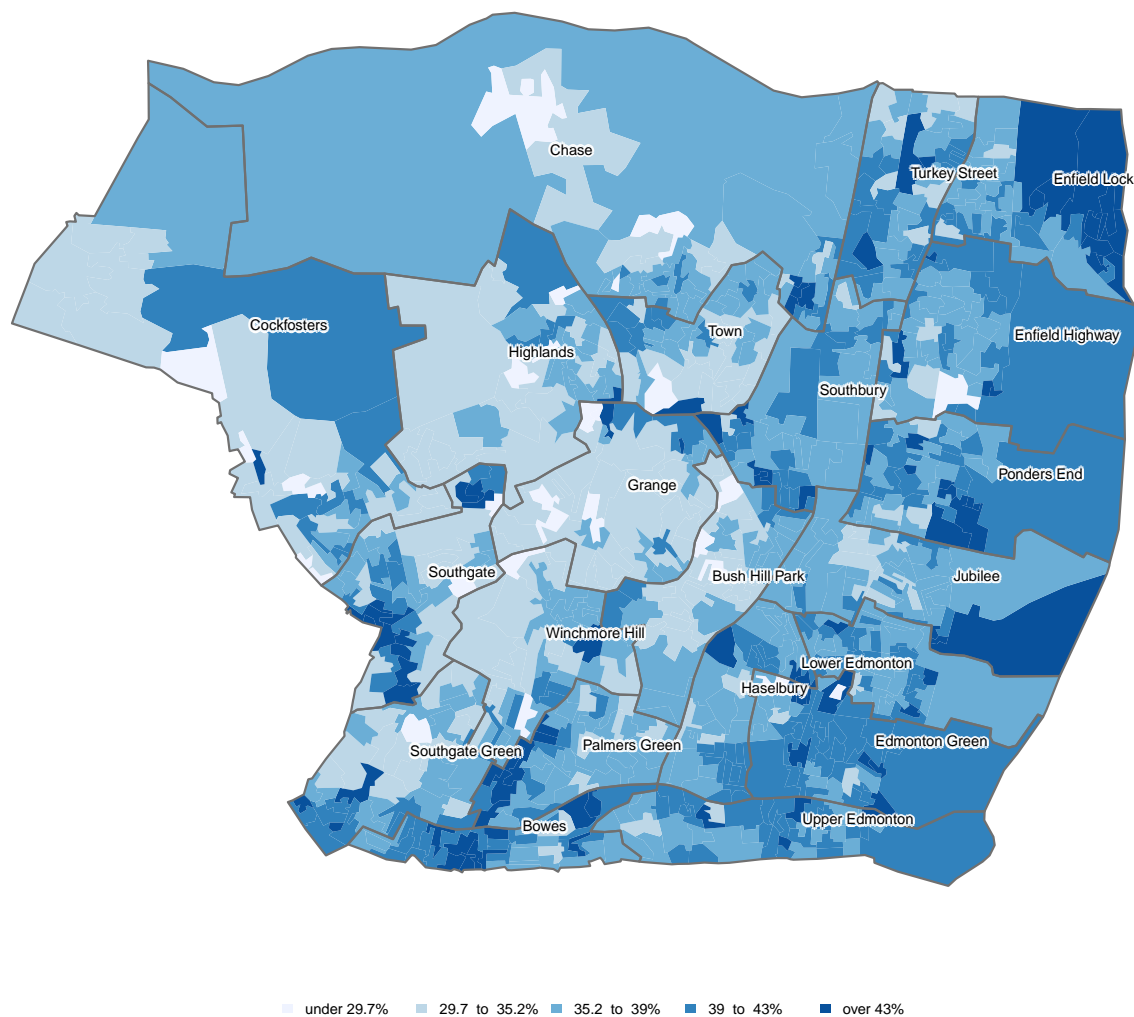 Chase
Turkey Street
Enfield Lock
Cockfosters
Town
Enfield Highway
Highlands
Southbury
Ponders End
Grange
Southgate
Bush Hill Park
Jubilee
Winchmore Hill
Lower Edmonton
Haselbury
Southgate Green
Palmers Green
Edmonton Green
Bowes
Upper Edmonton
under 29.7% 29.7 to 35.2% 35.2 to 39% 39 to 43% over 43%